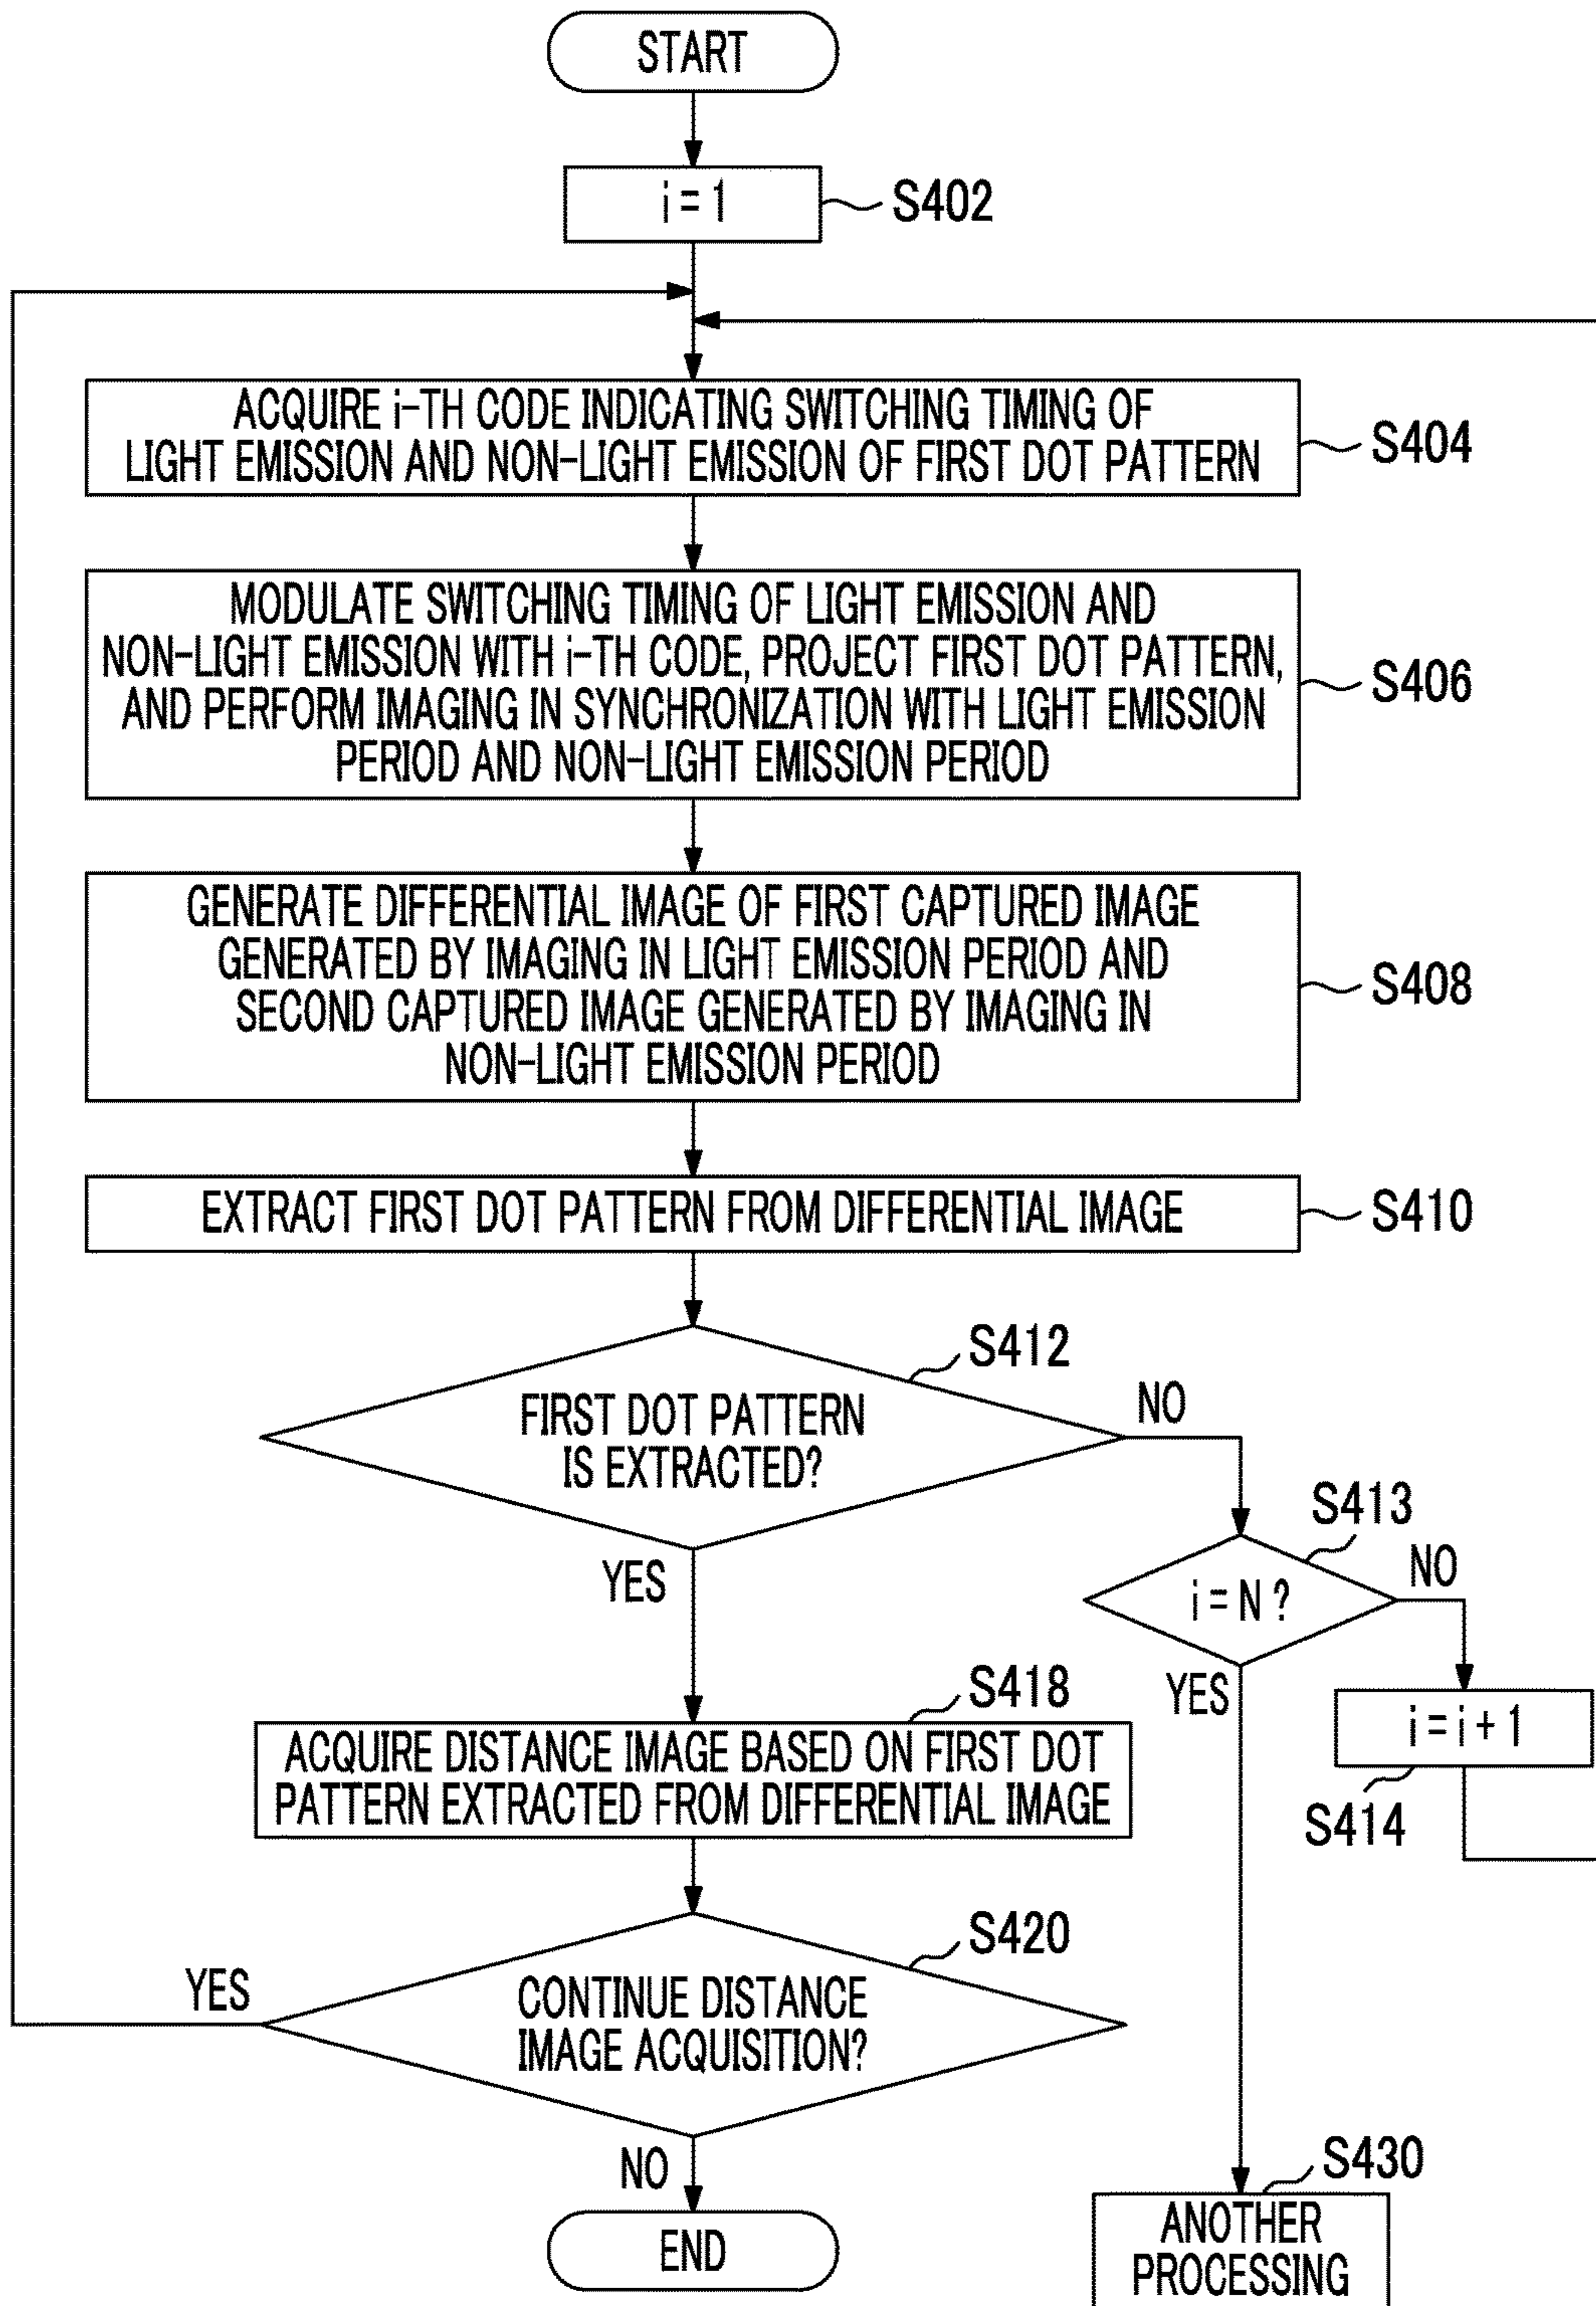 START
i = 1
S402
ACQUIRE i-TH CODE INDICATING SWITCHING TIMING OF
LIGHT EMISSION AND NON-LIGHT EMISSION OF FIRST DOT PATTERN
S404
MODULATE SWITCHING TIMING OF LIGHT EMISSION AND
NON-LIGHT EMISSION WITH i-TH CODE, PROJECT FIRST DOT PATTERN,
AND PERFORM IMAGING IN SYNCHRONIZATION WITH LIGHT EMISSION
PERIOD AND NON-LIGHT EMISSION PERIOD
S406
GENERATE DIFFERENTIAL IMAGE OF FIRST CAPTURED IMAGE
GENERATED BY IMAGING IN LIGHT EMISSION PERIOD AND
SECOND CAPTURED IMAGE GENERATED BY IMAGING IN
NON-LIGHT EMISSION PERIOD
S408
EXTRACT FIRST DOT PATTERN FROM DIFFERENTIAL IMAGE
S410
S412
FIRST DOT PATTERN
IS EXTRACTED?
NO
YES
S413
i = N ?
NO
YES
i = i + 1
S414
S418
ACQUIRE DISTANCE IMAGE BASED ON FIRST DOT
PATTERN EXTRACTED FROM DIFFERENTIAL IMAGE
S420
CONTINUE DISTANCE
IMAGE ACQUISITION?
YES
NO
END
S430
ANOTHER
PROCESSING